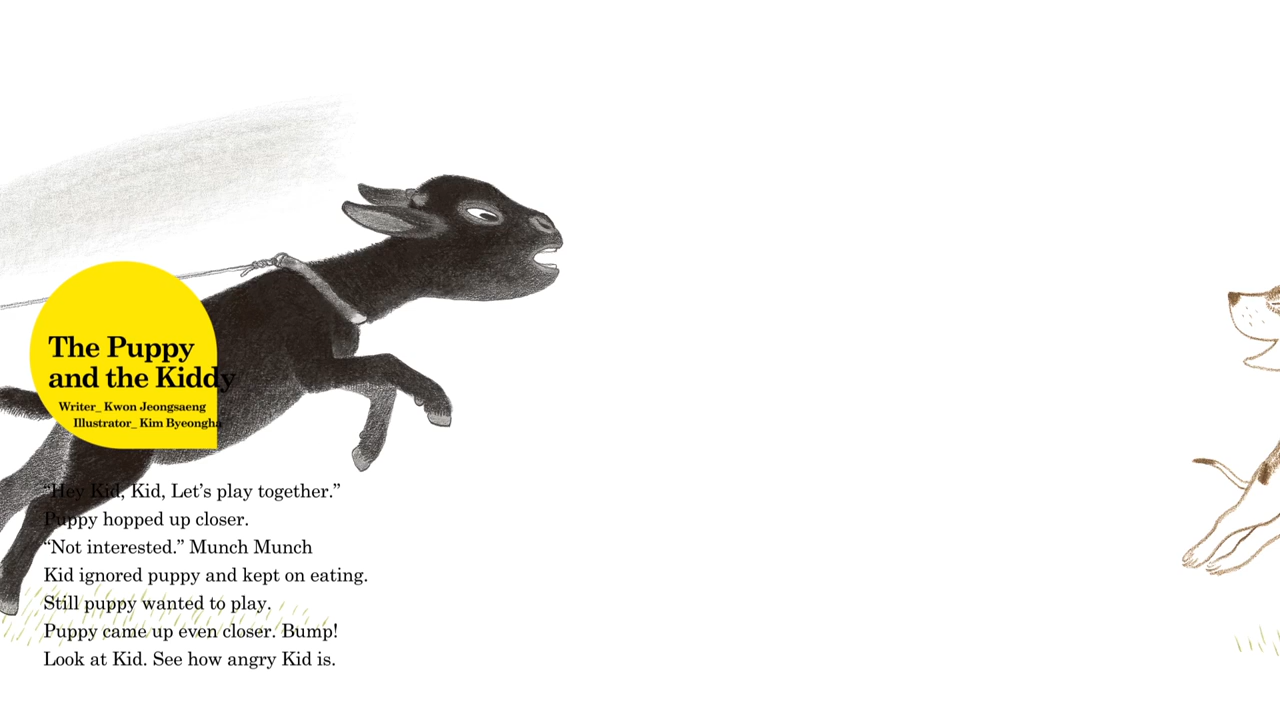 The Puppy
and the Kiddy
Writer_ Kwon Jeongsaeng
Illustrator_ Kim Byeongha
“Hey Kid, Kid, Let’s play together.”
Puppy hopped up closer.
“Not interested.” Munch Munch
Kid ignored puppy and kept on eating.
Still puppy wanted to play.
Puppy came up even closer. Bump!
Look at Kid. See how angry Kid is.